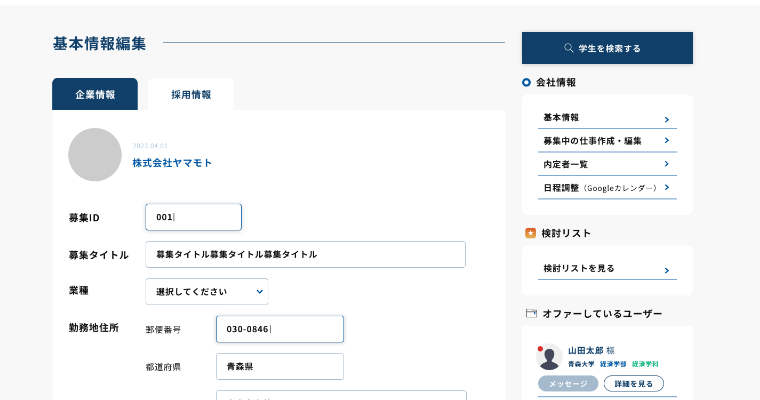 基本情報編集
学生を検索する
企業情報
採用情報
2023.04.01
株式会社ヤマモト
募集ID
001
募集タイトル
募集タイトル募集タイトル募集タイトル
業種
選択してください
勤務地住所
郵便番号
030-0846
都道府県
青森県
会社情報
基本情報
募集中の仕事作成・編集
内定者一覧
日程調整（Googleカレンダー）
検討リスト
検討リストを見る
オファーしているユーザー
山田太郎 様
青森大学 経済学部 経済学科
メッセージ
詳細を見る